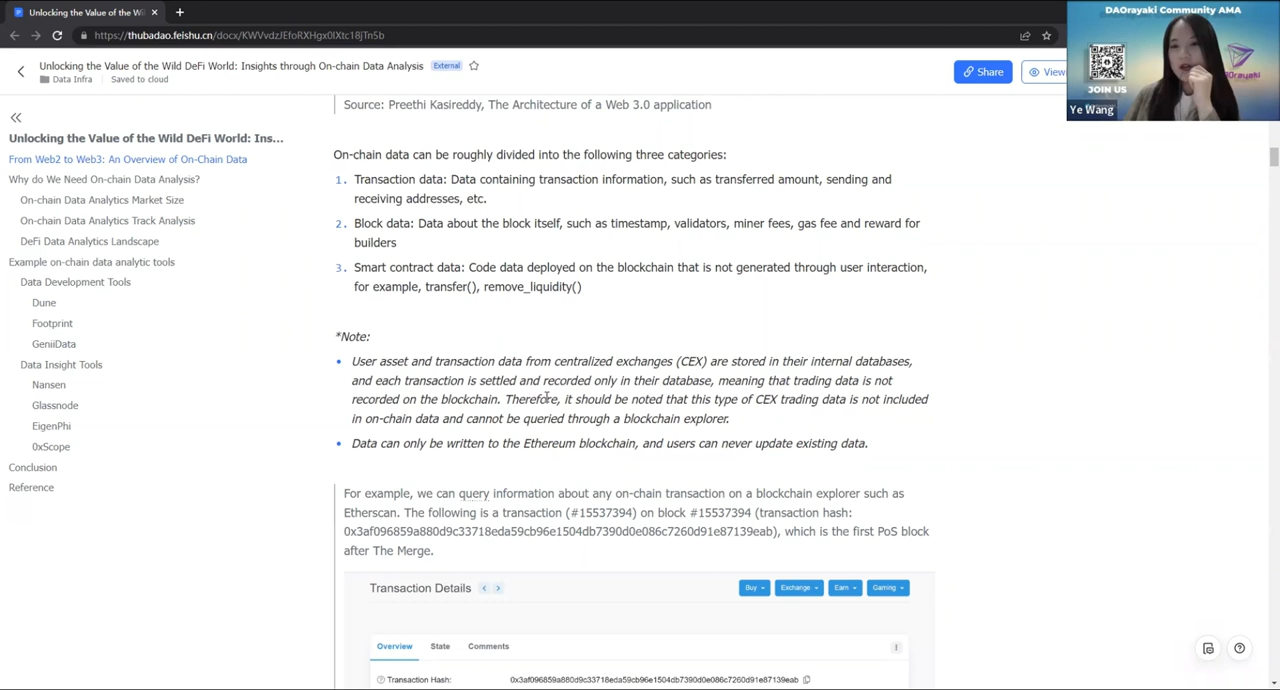 Unlocking the Value of the Wil
https://thubadao.feishu.cn/docx/KWVvdzJEfoRXHgx0IXtc18jTn5b
DAOrayaki Community AMA
JOIN US
Ye Wang
Unlocking the Value of the Wild DeFi World: Insights through On-chain Data Analysis External
Data Infra Saved to cloud
Share
View
Unlocking the Value of the Wild DeFi World: Ins...
From Web2 to Web3: An Overview of On-Chain Data
Why do We Need On-chain Data Analysis?
On-chain Data Analytics Market Size
On-chain Data Analytics Track Analysis
DeFi Data Analytics Landscape
Example on-chain data analytic tools
Data Development Tools
Dune
Footprint
GeniiData
Data Insight Tools
Nansen
Glassnode
EigenPhi
0xScope
Conclusion
Reference
Source: Preethi Kasireddy, The Architecture of a Web 3.0 application
On-chain data can be roughly divided into the following three categories:
1. Transaction data: Data containing transaction information, such as transferred amount, sending and
receiving addresses, etc.
2. Block data: Data about the block itself, such as timestamp, validators, miner fees, gas fee and reward for
builders
3. Smart contract data: Code data deployed on the blockchain that is not generated through user interaction,
for example, transfer(), remove_liquidity()
*Note:
• User asset and transaction data from centralized exchanges (CEX) are stored in their internal databases,
and each transaction is settled and recorded only in their database, meaning that trading data is not
recorded on the blockchain. Therefore, it should be noted that this type of CEX trading data is not included
in on-chain data and cannot be queried through a blockchain explorer.
• Data can only be written to the Ethereum blockchain, and users can never update existing data.
For example, we can query information about any on-chain transaction on a blockchain explorer such as
Etherscan. The following is a transaction (#15537394) on block #15537394 (transaction hash:
0x3af096859a880d9c33718eda59cb96e1504db7390d0e086c7260d91e87139eab), which is the first PoS block
after The Merge.
Transaction Details
Buy Exchange Earn Gaming
Overview State Comments
Transaction Hash: 0x3af096859a880d9c33718eda59cb96e1504db7390d0e086c7260d91e87139eab